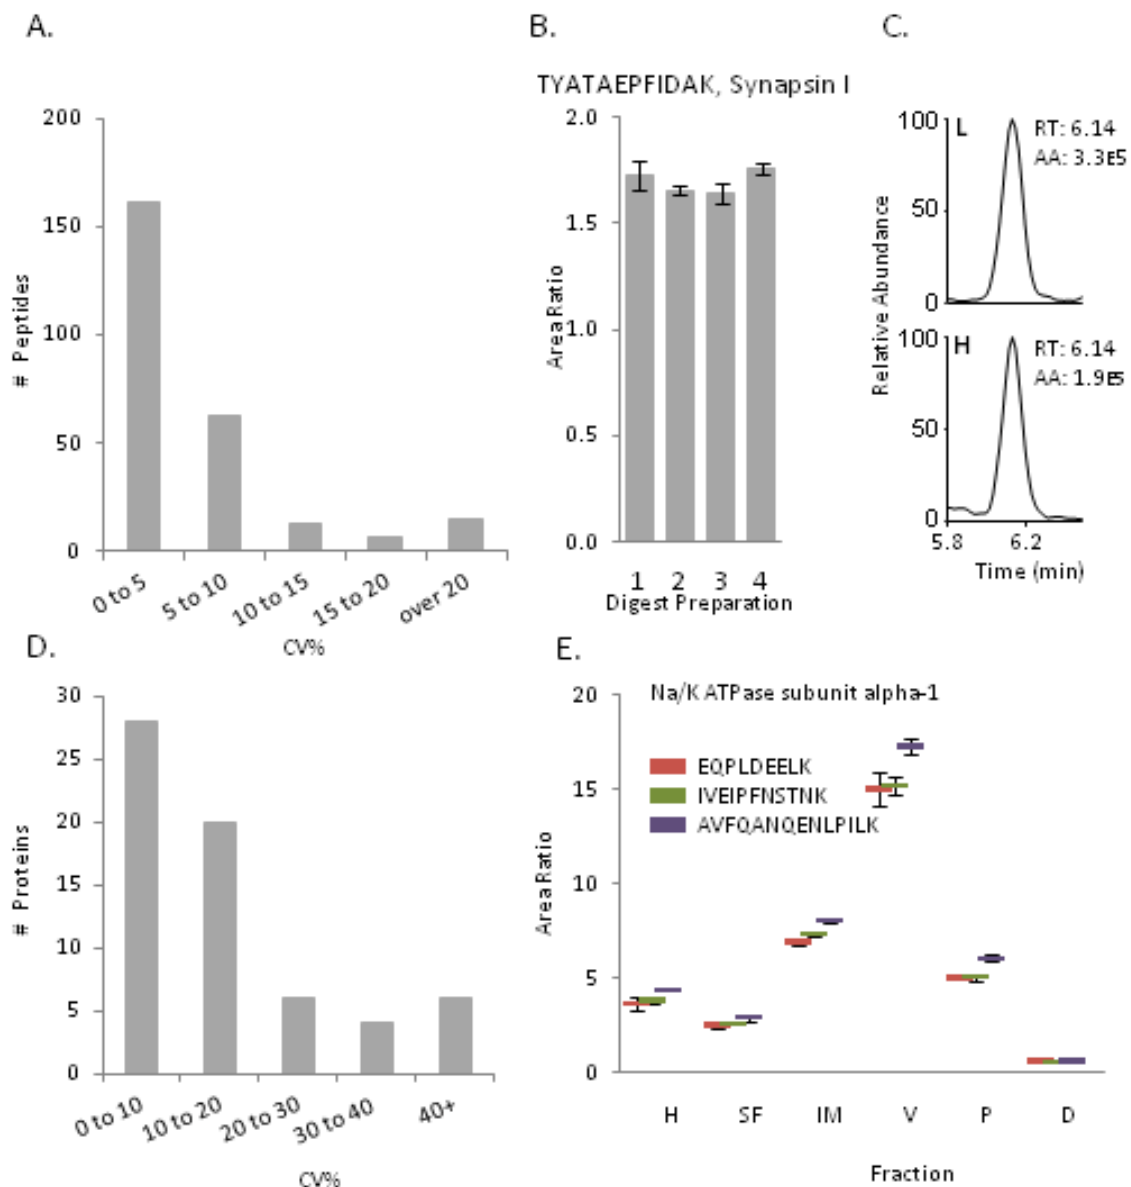 A.
200
150
100
50
0
# Peptides
0 to 5
5 to 10
10 to 15
15 to 20
over 20
CV%
B.
TYATAEPFIDAK, Synapsin I
2.0
1.5
1.0
0.5
0.0
Area Ratio
1 2 3 4
Digest Preparation
C.
100
50
0
L
RT: 6.14
AA: 3.3E5
Relative Abundance
100
50
0
H
RT: 6.14
AA: 1.9E5
5.8 6.2
Time (min)
D.
30
25
20
15
10
5
0
# Proteins
0 to 10
10 to 20
20 to 30
30 to 40
40+
CV%
E.
Na/K ATPase subunit alpha-1
EQPLDEELK
IVEIPFNSTNK
AVFQANQENLPILK
20
15
10
5
0
Area Ratio
H SF IM V P D
Fraction